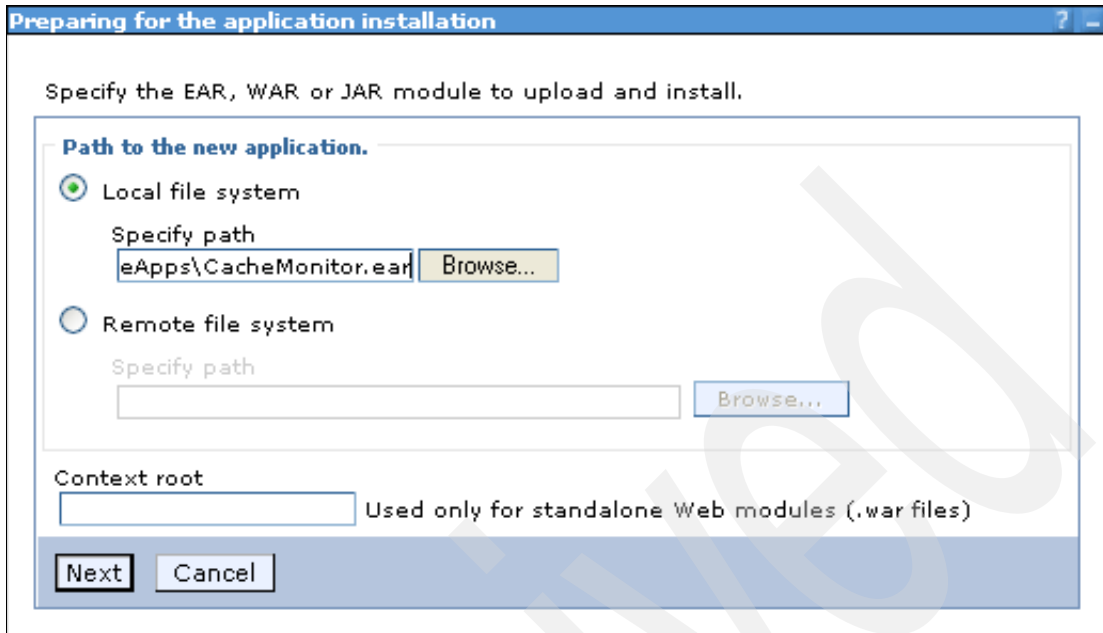 Preparing for the application installation ? –
Specify the EAR, WAR or JAR module to upload and install.
Path to the new application.
Local file system
Specify path
eApps\CacheMonitor.ear Browse...
Remote file system
Specify path
Browse...
Context root
Used only for standalone Web modules (.war files)
Next Cancel
ived